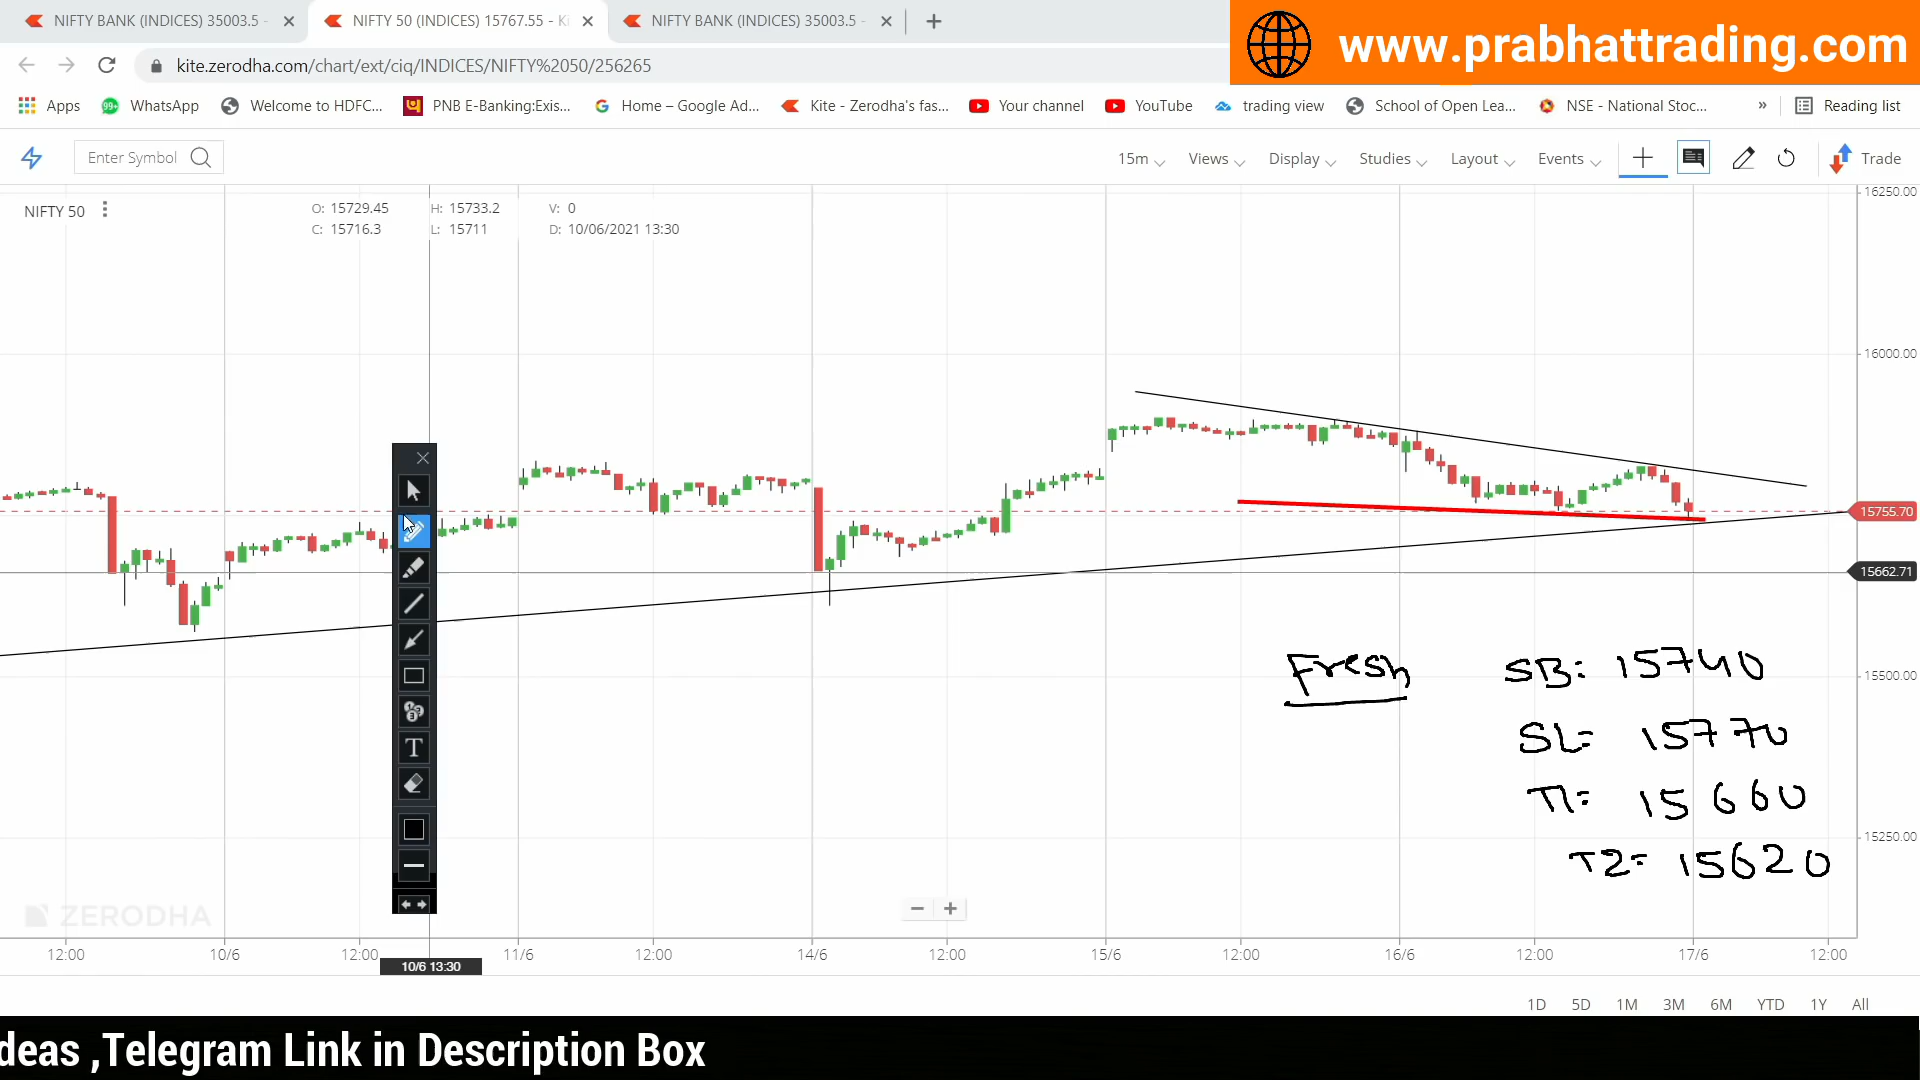 NIFTY BANK (INDICES) 35003.5 -
NIFTY 50 (INDICES) 15767.55 - Ki
NIFTY BANK (INDICES) 35003.5 -
www.prabhattrading.com
kite.zerodha.com/chart/ext/ciq/INDICES/NIFTY%2050/256265
Apps
99+
WhatsApp
Welcome to HDFC...
PNB E-Banking:Exis...
Home – Google Ad...
Kite - Zerodha's fas...
Your channel
YouTube
trading view
School of Open Lea...
NSE - National Stoc...
»
Reading list
Enter Symbol
15m
Views
Display
Studies
Layout
Events
Trade
NIFTY 50
O: 15729.45 H: 15733.2 V: 0
C: 15716.3 L: 15711 D: 10/06/2021 13:30
16250.00
16000.00
15755.70
15662.71
15500.00
15250.00
T
Fresh
SB: 15740
SL= 15770
T1= 15660
T2= 15620
ZERODHA
12:00 10/6 12:00 11/6 12:00 14/6 12:00 15/6 12:00 16/6 12:00 17/6 12:00
10/6 13:30
1D 5D 1M 3M 6M YTD 1Y All
deas ,Telegram Link in Description Box